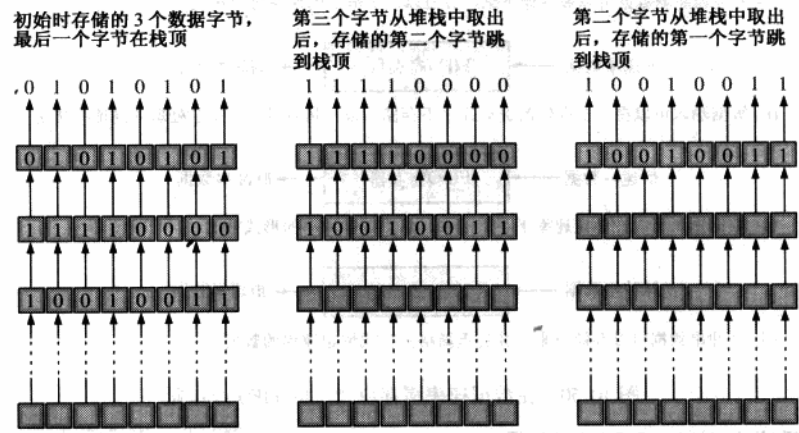 初始时存储的 3 个数据字节，
最后一个字节在栈顶
0 1 0 1 0 1 0 1
0 1 0 1 0 1 0 1
1 1 1 1 0 0 0 0
1 0 0 1 0 0 1 1
第三个字节从堆栈中取出
后，存储的第二个字节跳
到栈顶
1 1 1 1 0 0 0 0
1 1 1 1 0 0 0 0
1 0 0 1 0 0 1 1
第二个字节从堆栈中取出
后，存储的第一个字节跳
到栈顶
1 0 0 1 0 0 1 1
1 0 0 1 0 0 1 1